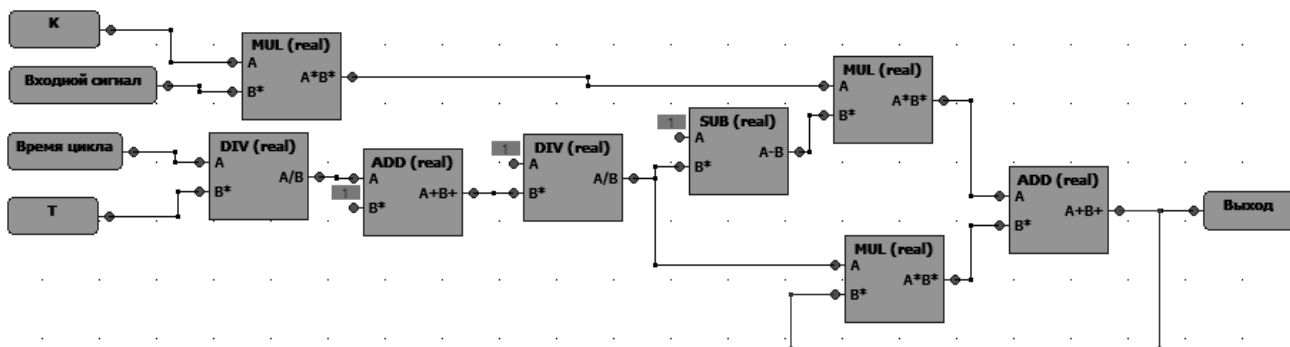 K
MUL (real)
A
A*B*
B*
Входной сигнал
Время цикла
T
DIV (real)
A
A/B
B*
ADD (real)
A
1
A+B+
B*
1
DIV (real)
A
A/B
B*
1
SUB (real)
A
A-B
B*
MUL (real)
A
A*B*
B*
MUL (real)
A
A*B*
B*
ADD (real)
A
A+B+
B*
Выход